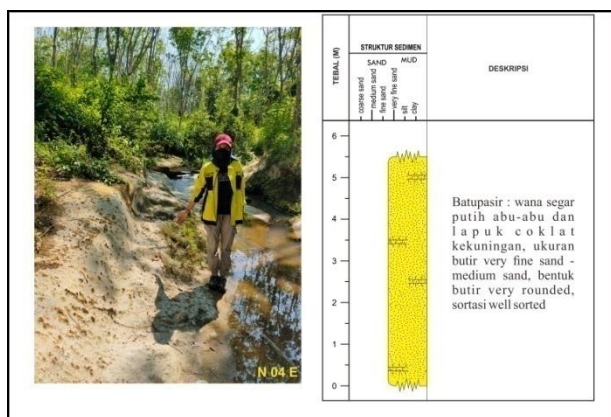 N 04 E
TEBAL (M)
STRUKTUR SEDIMEN
SAND
MUD
coarse sand
medium sand
fine sand
very fine sand
silt
clay
DESKRIPSI
6
5
4
3
2
1
0
Batupasir : wana segar
putih abu-abu dan
lapuk coklat
kekuningan, ukuran
butir very fine sand -
medium sand, bentuk
butir very rounded,
sortasi well sorted